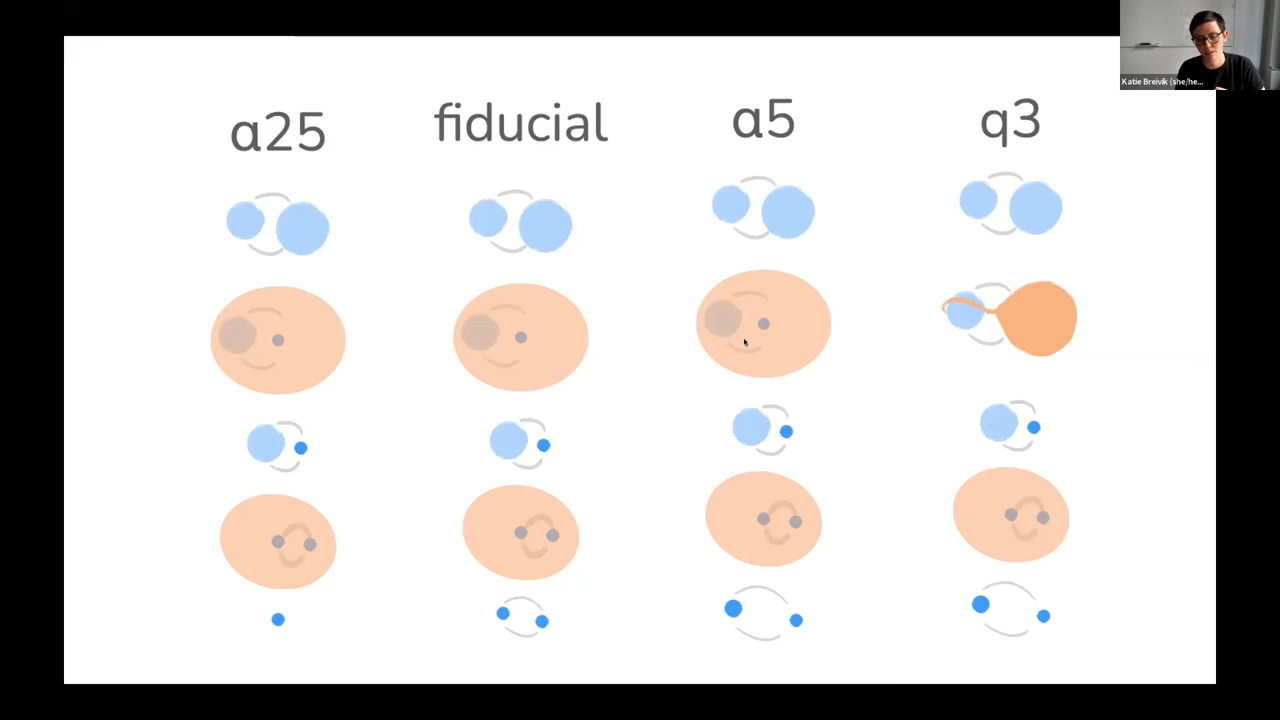 α25
fiducial
α5
q3
Katie Breivik (she/he...